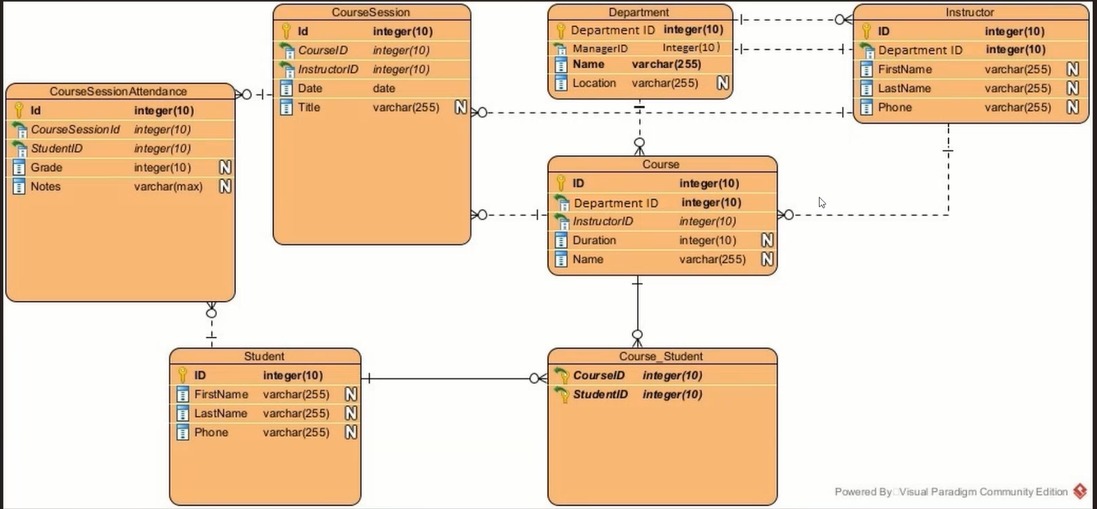 CourseSession
Id integer(10)
CourseID integer(10)
InstructorID integer(10)
Date date
Title varchar(255) N
Department
Department ID integer(10)
ManagerID Integer(10)
Name varchar(255)
Location varchar(255) N
Instructor
ID integer(10)
Department ID integer(10)
FirstName varchar(255) N
LastName varchar(255) N
Phone varchar(255) N
CourseSessionAttendance
Id integer(10)
CourseSessionId integer(10)
StudentID integer(10)
Grade integer(10) N
Notes varchar(max) N
Course
ID integer(10)
Department ID integer(10)
InstructorID integer(10)
Duration integer(10) N
Name varchar(255) N
Student
ID integer(10)
FirstName varchar(255) N
LastName varchar(255) N
Phone varchar(255) N
Course_Student
CourseID integer(10)
StudentID integer(10)
Powered By Visual Paradigm Community Edition